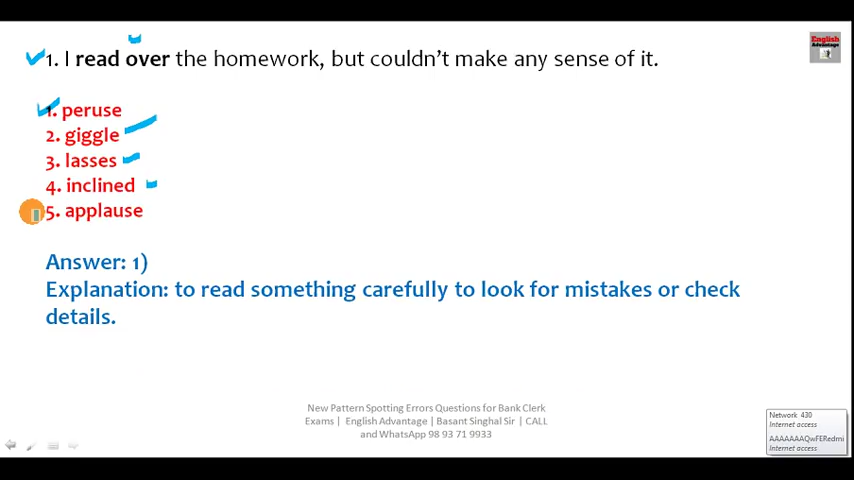 1. I read over the homework, but couldn't make any sense of it.
English
Advantage
1. peruse
2. giggle
3. lasses
4. inclined
5. applause
Answer: 1)
Explanation: to read something carefully to look for mistakes or check
details.
New Pattern Spotting Errors Questions for Bank Clerk
Exams | English Advantage | Basant Singhal Sir | CALL
and WhatsApp 98 93 71 9933
Network 430
Internet access
AAAAAAAQwFERedmi
Internet access